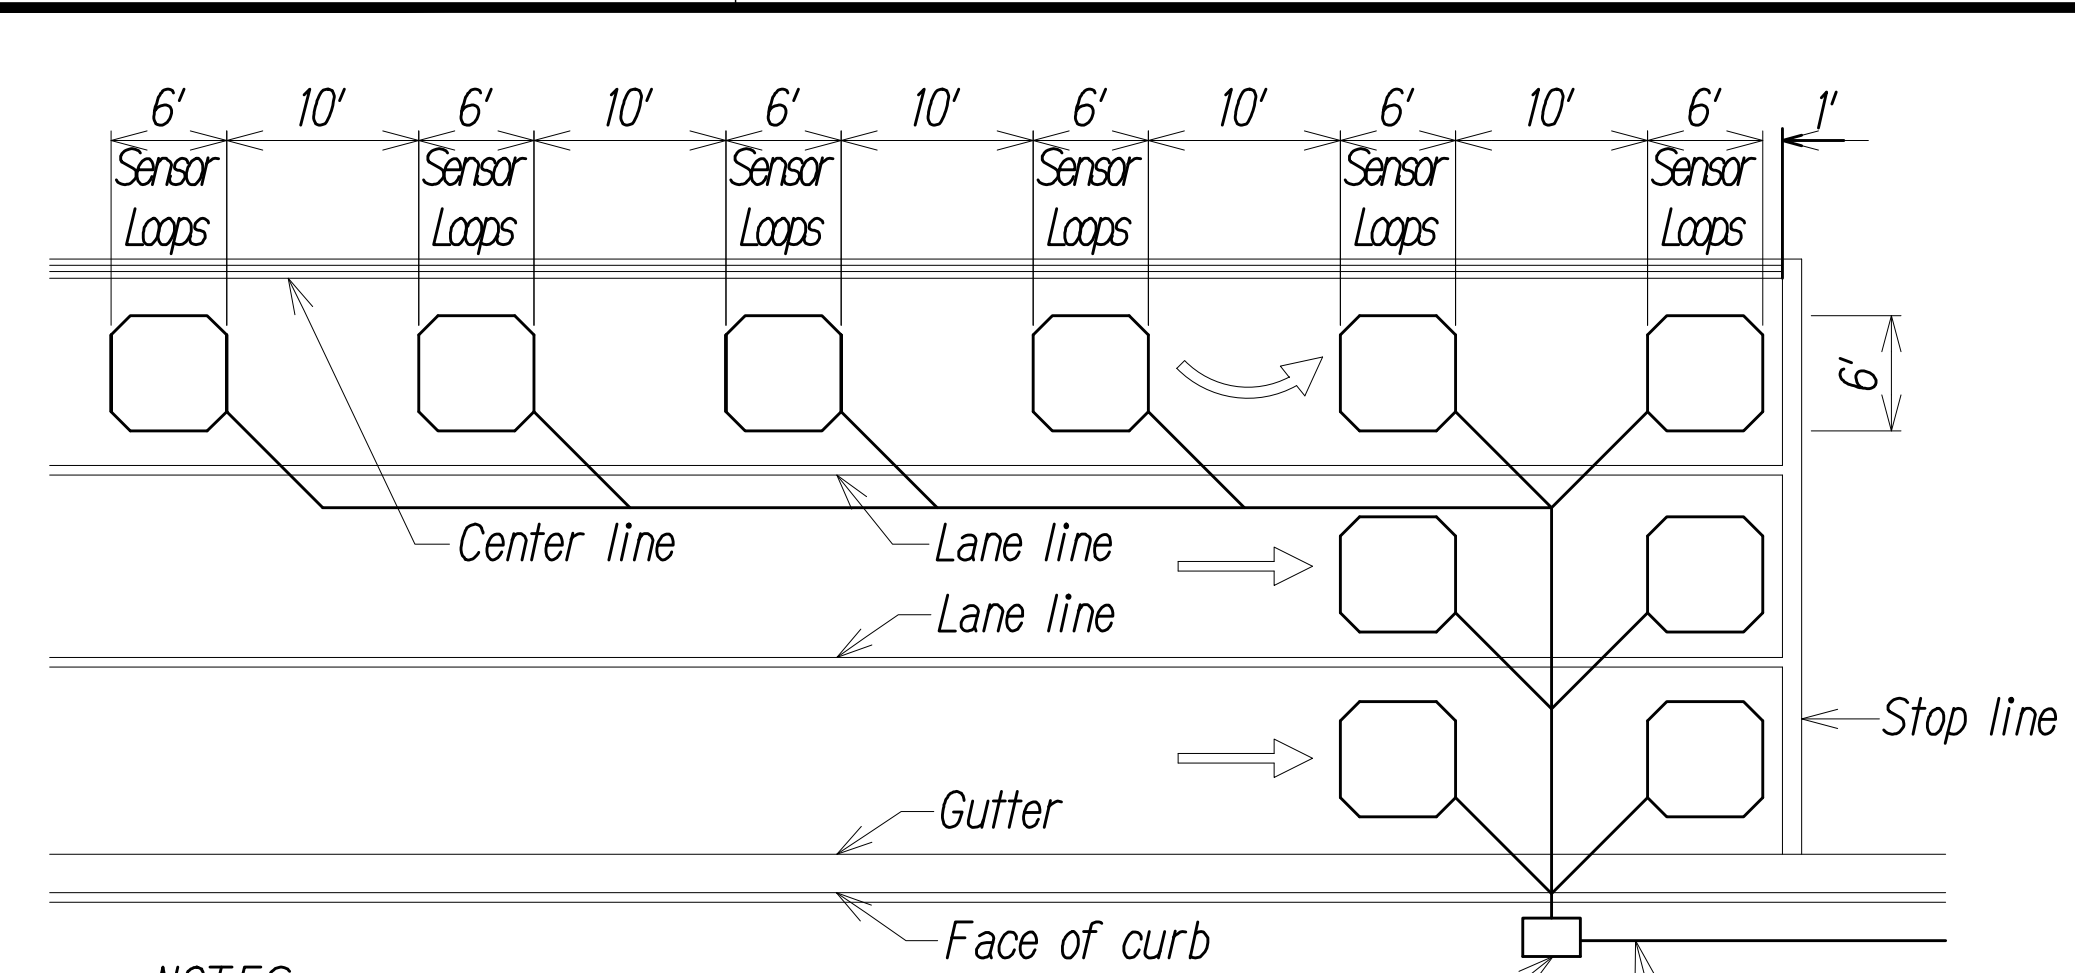 6' 10' 6' 10' 6' 10' 6' 10' 6' 10' 6' 1'
Sensor Sensor Sensor Sensor Sensor Sensor
Loops Loops Loops Loops Loops Loops
6'
Center line
Lane line
Lane line
Stop line
Gutter
Face of curb
NOTES